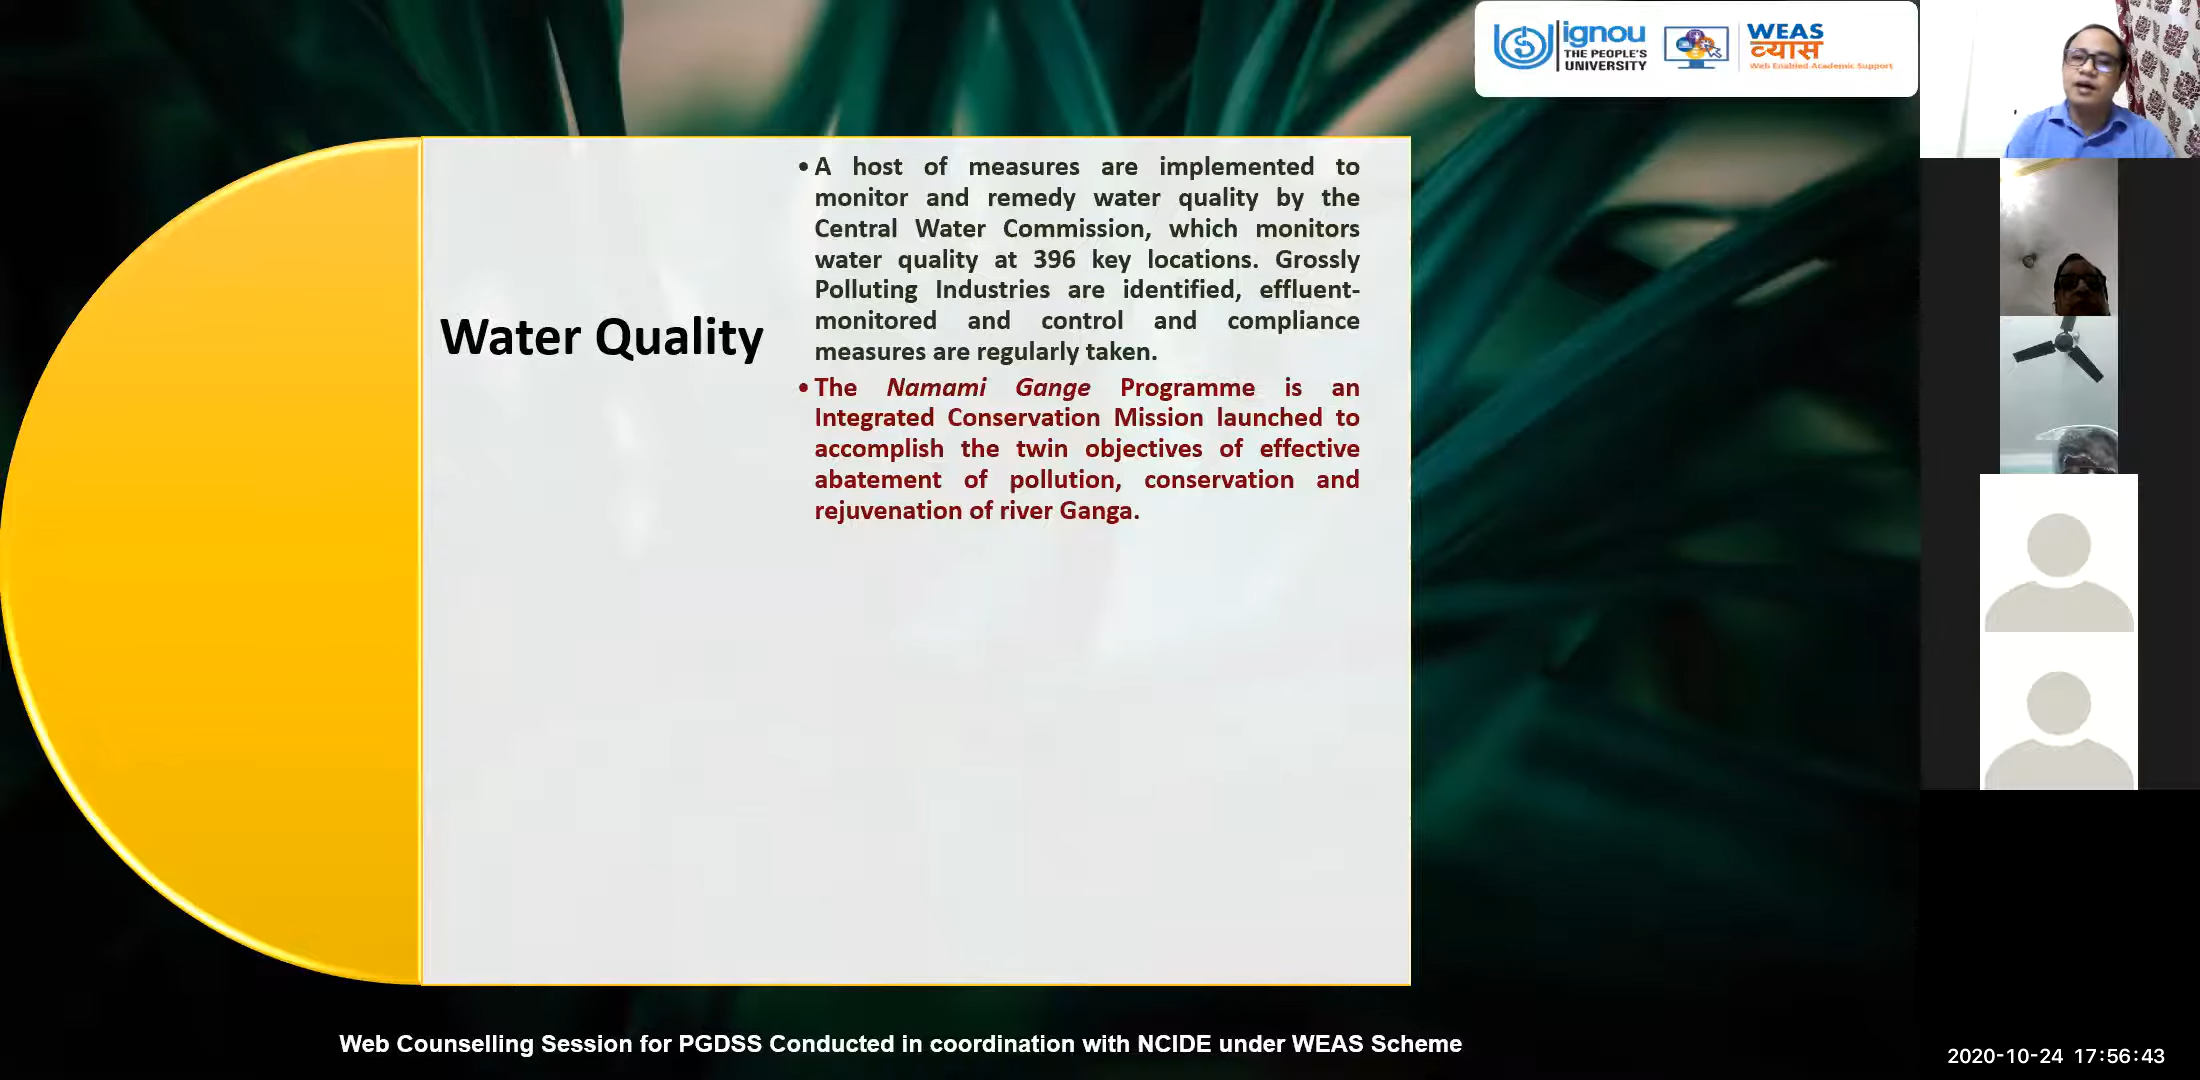 ignou
THE PEOPLE'S
UNIVERSITY
WEAS
व्यास
Web Enabled Academic Support
Water Quality
• A host of measures are implemented to
monitor and remedy water quality by the
Central Water Commission, which monitors
water quality at 396 key locations. Grossly
Polluting Industries are identified, effluent-
monitored and control and compliance
measures are regularly taken.
• The Namami Gange Programme is an
Integrated Conservation Mission launched to
accomplish the twin objectives of effective
abatement of pollution, conservation and
rejuvenation of river Ganga.
Web Counselling Session for PGDSS Conducted in coordination with NCIDE under WEAS Scheme
2020-10-24 17:56:43